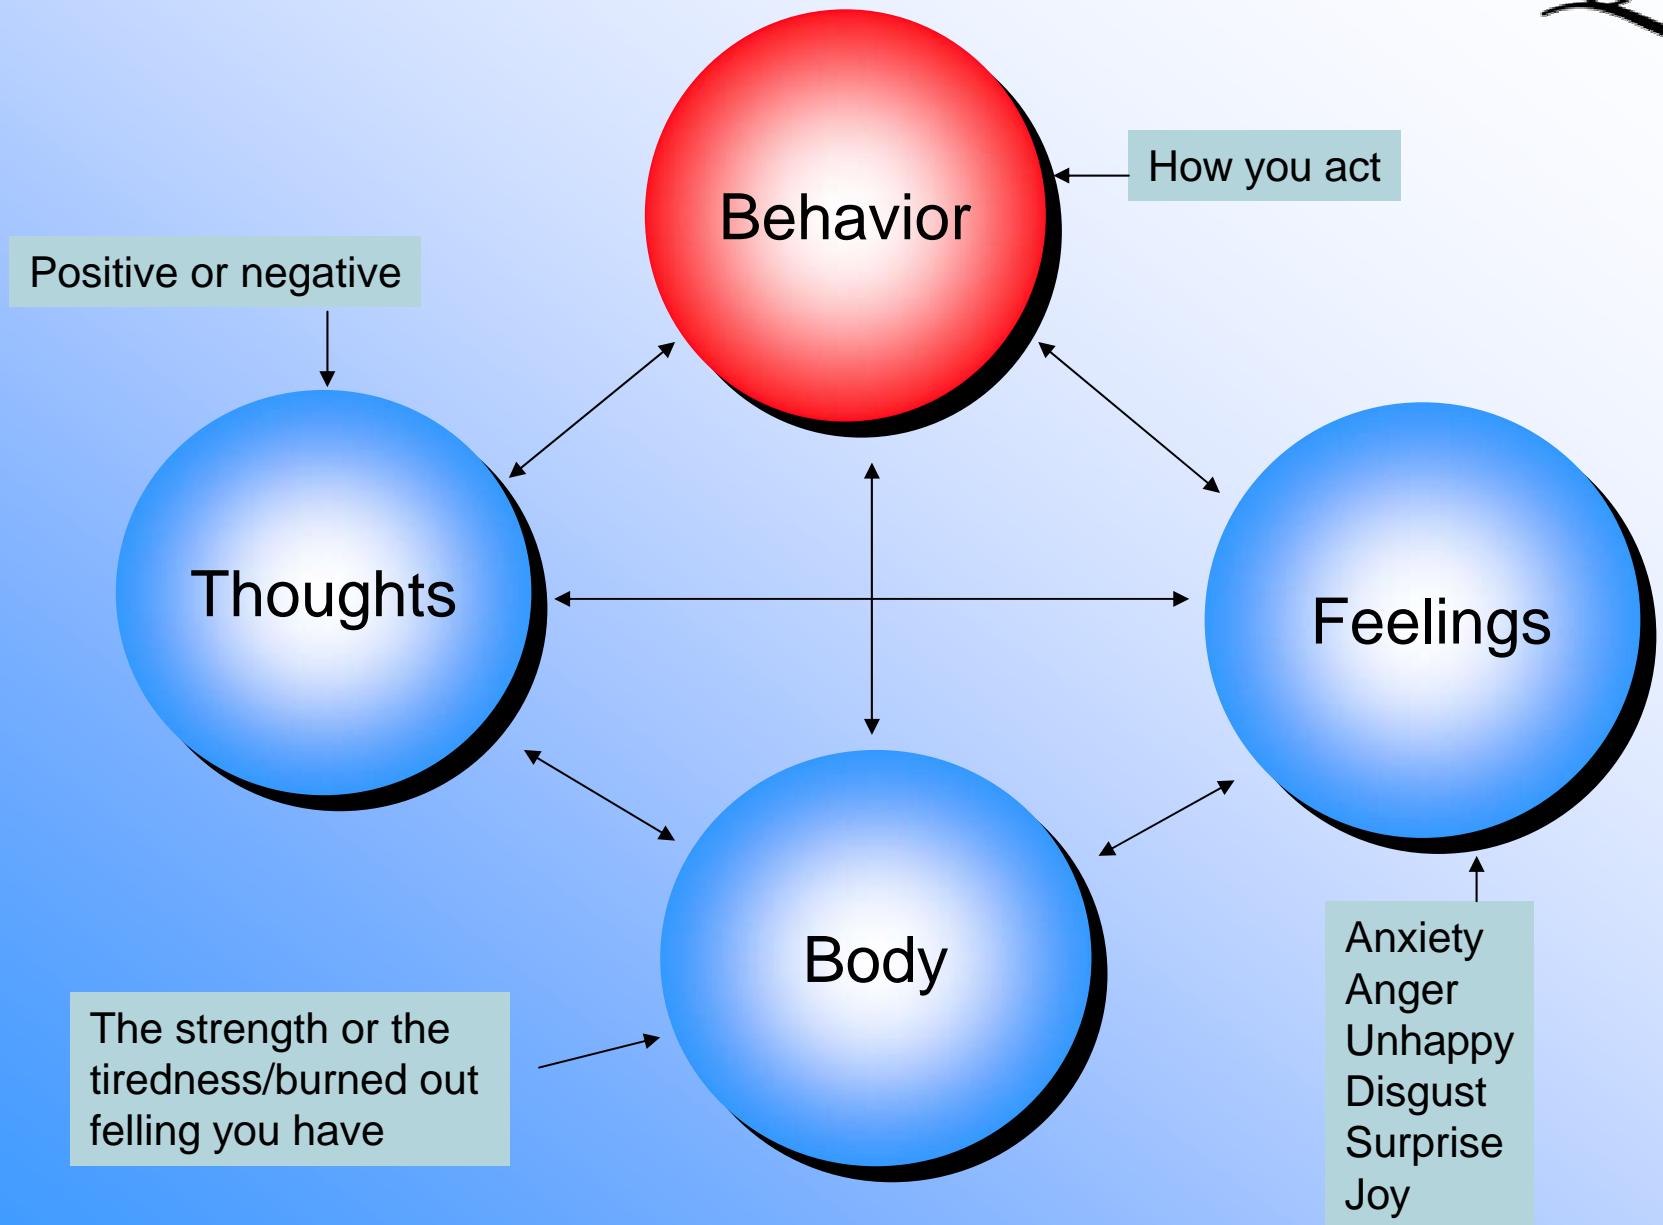 Behavior
How you act
Positive or negative
Thoughts
Feelings
Body
The strength or the
tiredness/burned out
felling you have
Anxiety
Anger
Unhappy
Disgust
Surprise
Joy